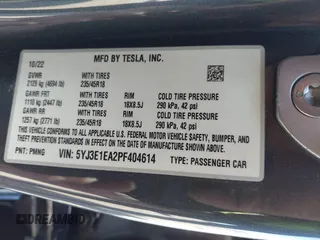 MFD BY TESLA, INC.
10/22
GVWR WITH TIRES
2129 kg (4694 lb) 235/45R18
GAWR FRT WITH TIRES RIM COLD TIRE PRESSURE
1110 kg (2447 lb) 235/45R18 18X8.5J 290 kPa, 42 psi
GAWR RR WITH TIRES RIM COLD TIRE PRESSURE
1257 kg (2771 lb) 235/45R18 18X8.5J 290 kPa, 42 psi
THIS VEHICLE CONFORMS TO ALL APPLICABLE
U.S. FEDERAL MOTOR VEHICLE SAFETY, BUMPER, AND
THEFT PREVENTION STANDARDS IN EFFECT ON THE DATE
OF MANUFACTURE SHOWN ABOVE.
PNT: PMNG VIN: 5YJ3E1EA2PF404614 TYPE: PASSENGER CAR
DREAMBID